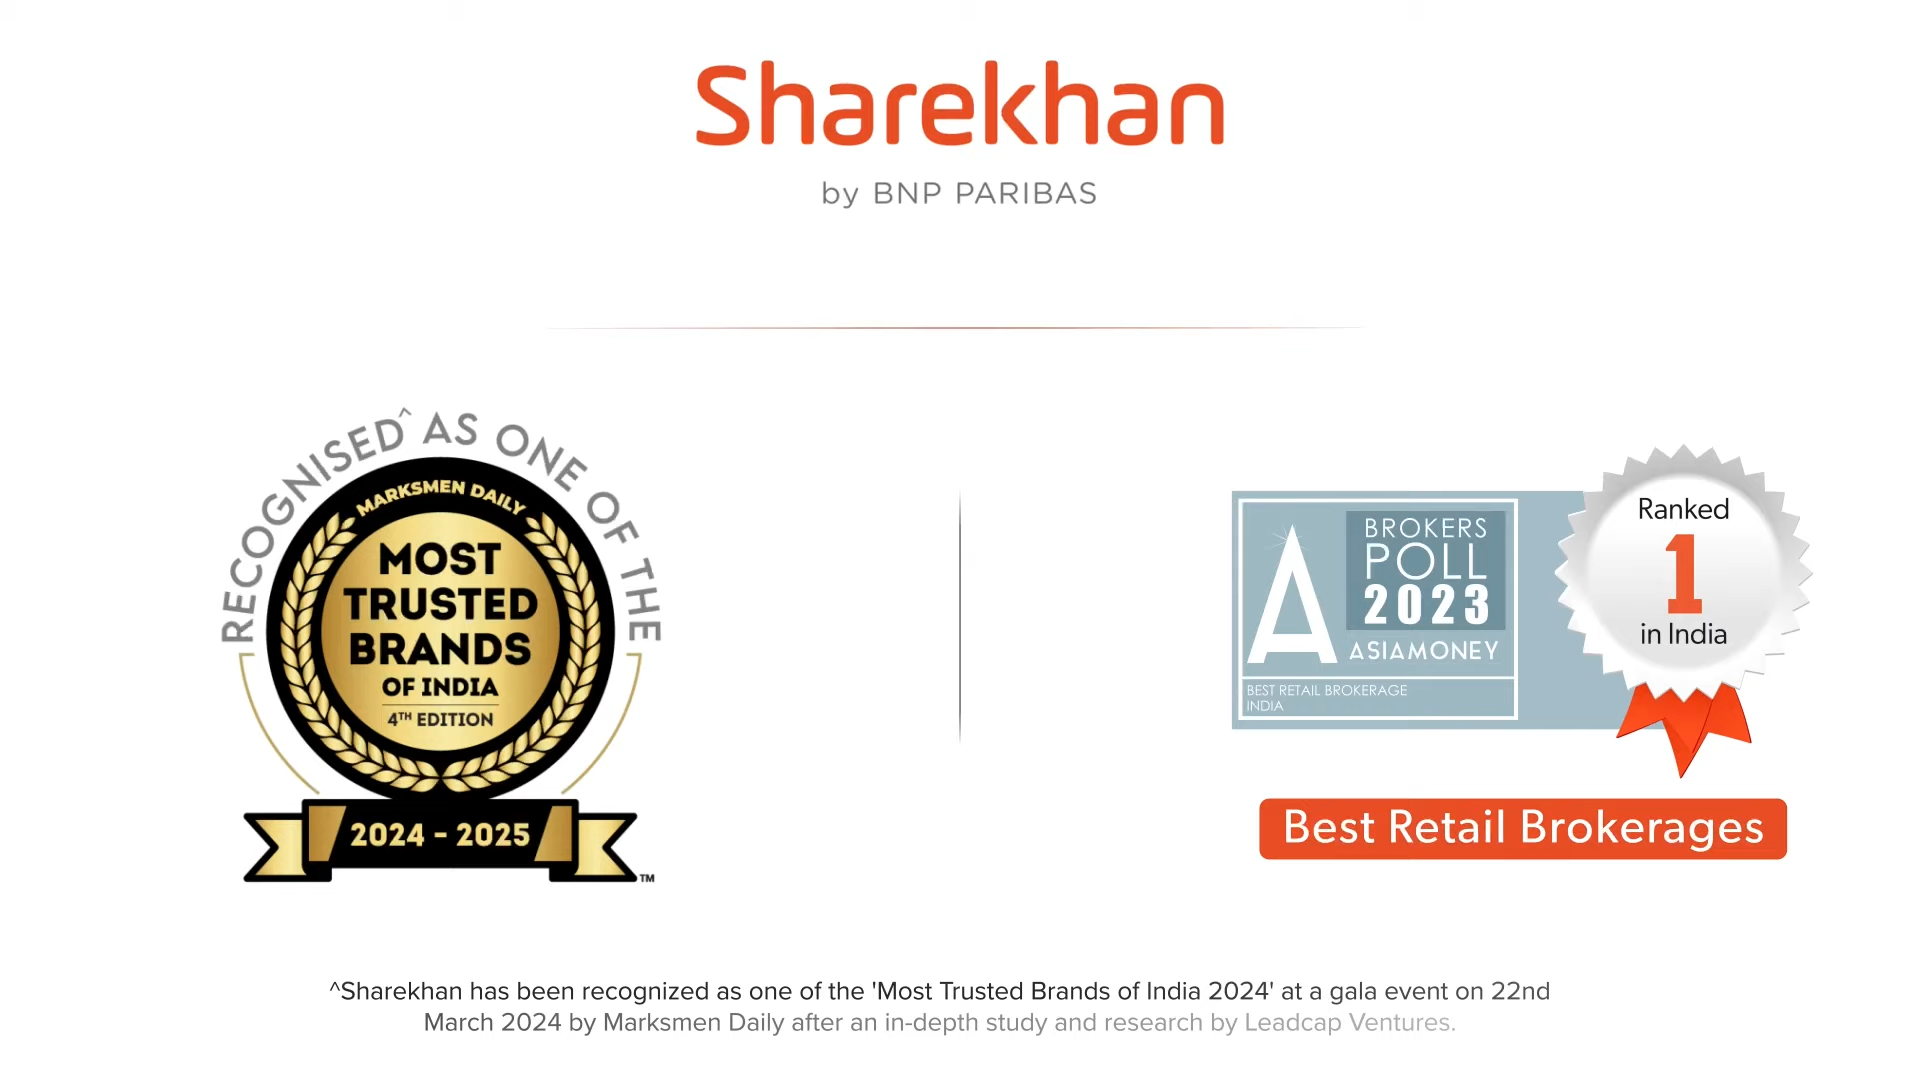 Sharekhan
by BNP PARIBAS
RECOGNISED^ AS ONE OF THE
MARKSMEN DAILY
MOST
TRUSTED
BRANDS
OF INDIA
4TH EDITION
2024 - 2025
TM
BROKERS
POLL
2023
ASIAMONEY
BEST RETAIL BROKERAGE
INDIA
Ranked
1
in India
Best Retail Brokerages
^Sharekhan has been recognized as one of the 'Most Trusted Brands of India 2024' at a gala event on 22nd
March 2024 by Marksmen Daily after an in-depth study and research by Leadcap Ventures.